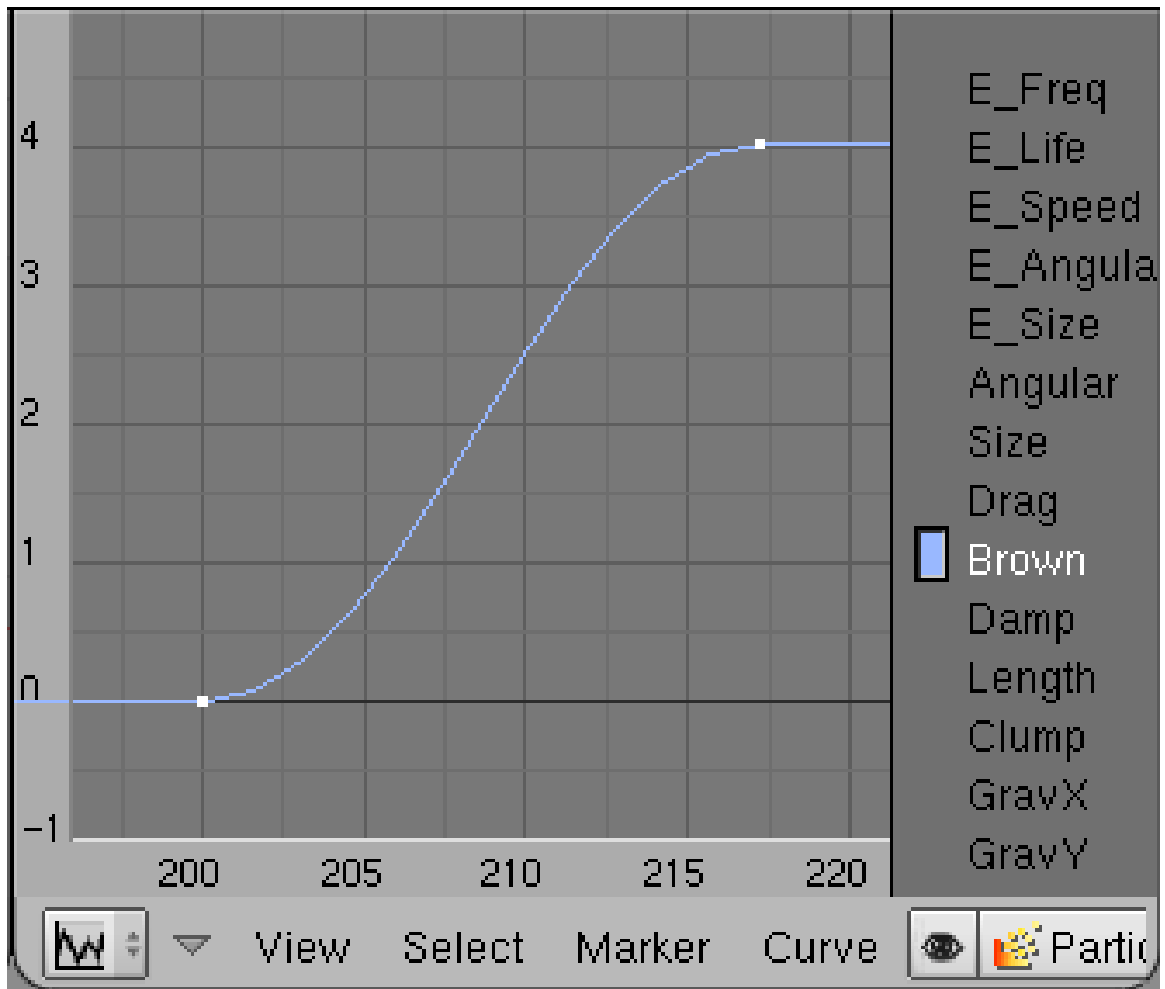 4
3
2
1
0
-1
200 205 210 215 220
E_Freq
E_Life
E_Speed
E_Angula
E_Size
Angular
Size
Drag
Brown
Damp
Length
Clump
GravX
GravY
View Select Marker Curve Partic